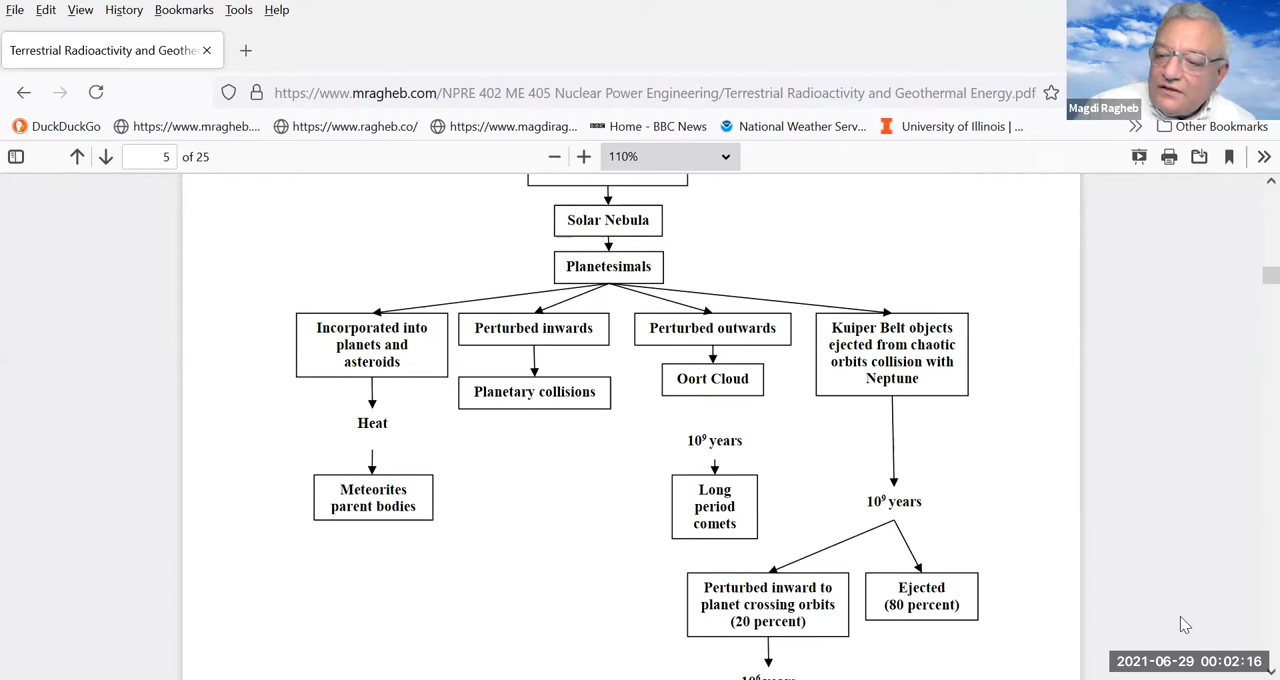 File Edit View History Bookmarks Tools Help
Terrestrial Radioactivity and Geothe
https://www.mragheb.com/NPRE 402 ME 405 Nuclear Power Engineering/Terrestrial Radioactivity and Geothermal Energy.pdf
Magdi Ragheb
DuckDuckGo https://www.mragheb.... https://www.ragheb.co/ https://www.magdirag... BBC Home - BBC News National Weather Serv... University of Illinois |... Other Bookmarks
5 of 25 110%
Solar Nebula
Planetesimals
Incorporated into
planets and
asteroids
Perturbed inwards
Perturbed outwards
Kuiper Belt objects
ejected from chaotic
orbits collision with
Neptune
Planetary collisions
Oort Cloud
Heat
10⁹ years
Meteorites
parent bodies
Long
period
comets
10⁹ years
Perturbed inward to
planet crossing orbits
(20 percent)
Ejected
(80 percent)
2021-06-29 00:02:16